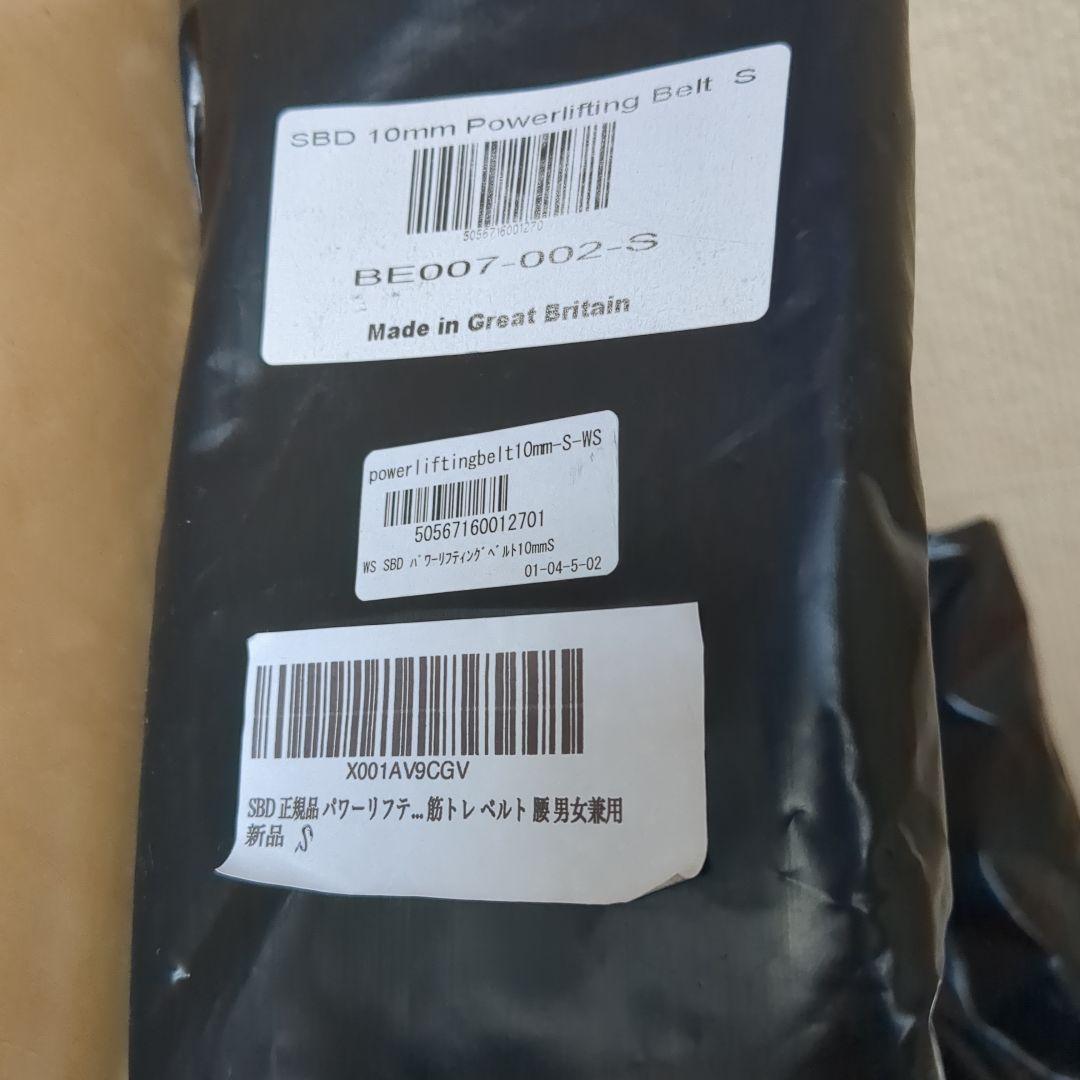 SBD 10mm Powerlifting Belt S
5056716001270
BE007-002-S
Made in Great Britain
powerliftingbelt10mm-S-WS
50567160012701
WS SBD ﾊﾟﾜｰﾘﾌﾃｨﾝｸﾞﾍﾞﾙﾄ10mmS
01-04-5-02
X001AV9CGV
SBD 正規品 パワーリフテ... 筋トレ ベルト 腰 男女兼用
新品 S